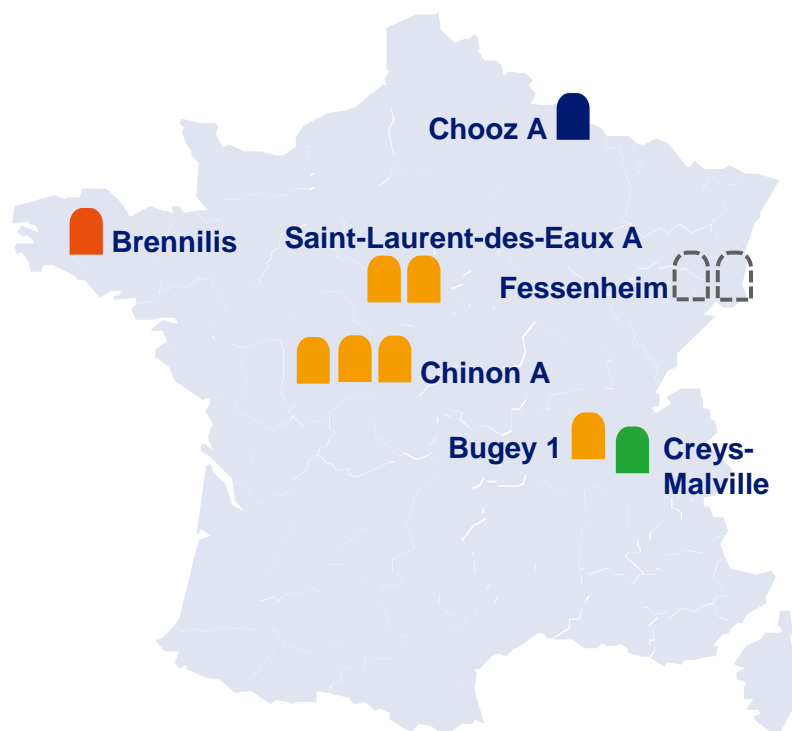 Chooz A
Brennilis
Saint-Laurent-des-Eaux A
Fessenheim
Chinon A
Bugey 1
Creys-
Malville